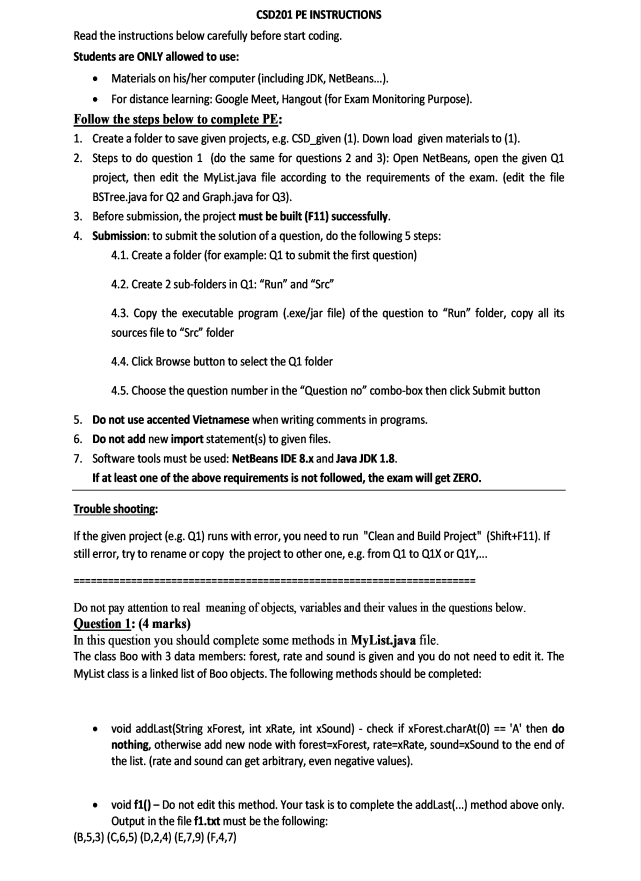 CSD201 PE INSTRUCTIONS
Read the instructions below carefully before start coding.
Students are ONLY allowed to use:
• Materials on his/her computer (including JDK, NetBeans...).
• For distance learning: Google Meet, Hangout (for Exam Monitoring Purpose).
Follow the steps below to complete PE:
1. Create a folder to save given projects, e.g. CSD_given (1). Down load given materials to (1).
2. Steps to do question 1 (do the same for questions 2 and 3): Open NetBeans, open the given Q1
project, then edit the MyList.java file according to the requirements of the exam. (edit the file
BSTree.java for Q2 and Graph.java for Q3).
3. Before submission, the project must be built (F11) successfully.
4. Submission: to submit the solution of a question, do the following 5 steps:
4.1. Create a folder (for example: Q1 to submit the first question)
4.2. Create 2 sub-folders in Q1: “Run” and “Src”
4.3. Copy the executable program (.exe/jar file) of the question to “Run” folder, copy all its
sources file to “Src” folder
4.4. Click Browse button to select the Q1 folder
4.5. Choose the question number in the “Question no” combo-box then click Submit button
5. Do not use accented Vietnamese when writing comments in programs.
6. Do not add new import statement(s) to given files.
7. Software tools must be used: NetBeans IDE 8.x and Java JDK 1.8.
If at least one of the above requirements is not followed, the exam will get ZERO.
Trouble shooting:
If the given project (e.g. Q1) runs with error, you need to run "Clean and Build Project" (Shift+F11). If
still error, try to rename or copy the project to other one, e.g. from Q1 to Q1X or Q1Y,...
======================================================================
Do not pay attention to real meaning of objects, variables and their values in the questions below.
Question 1: (4 marks)
In this question you should complete some methods in MyList.java file.
The class Boo with 3 data members: forest, rate and sound is given and you do not need to edit it. The
MyList class is a linked list of Boo objects. The following methods should be completed:
• void addLast(String xForest, int xRate, int xSound) - check if xForest.charAt(0) == 'A' then do
nothing, otherwise add new node with forest=xForest, rate=xRate, sound=xSound to the end of
the list. (rate and sound can get arbitrary, even negative values).
• void f1() – Do not edit this method. Your task is to complete the addLast(...) method above only.
Output in the file f1.txt must be the following:
(B,5,3) (C,6,5) (D,2,4) (E,7,9) (F,4,7)